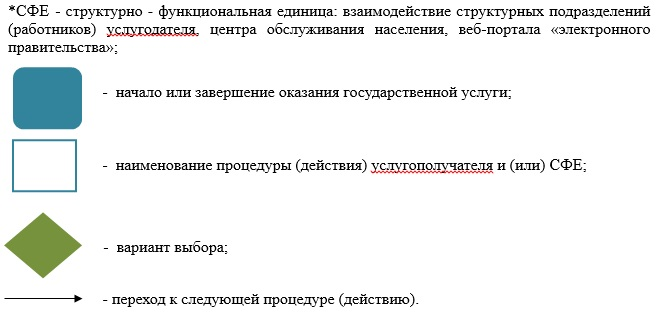 *СФЕ - структурно - функциональная единица: взаимодействие структурных подразделений
(работников) услугодателя, центра обслуживания населения, веб-портала «электронного
правительства»;
- начало или завершение оказания государственной услуги;
- наименование процедуры (действия) услугополучателя и (или) СФЕ;
- вариант выбора;
- переход к следующей процедуре (действию).